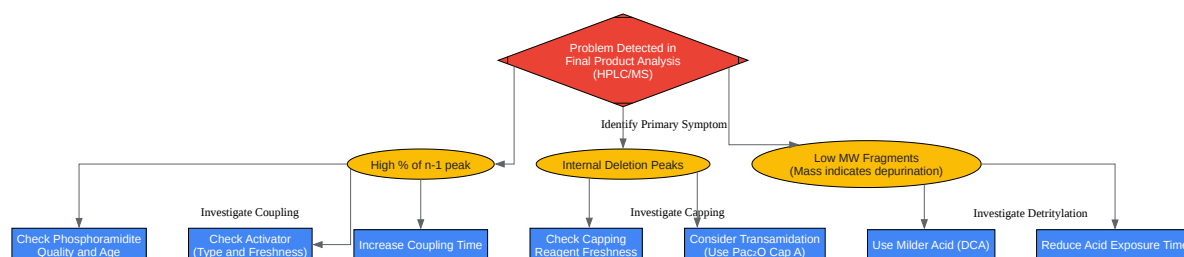 Problem Detected in
Final Product Analysis
(HPLC/MS)
Identify Primary Symptom
High % of n-1 peak
Internal Deletion Peaks
Low MW Fragments
(Mass indicates depurination)
Investigate Coupling
Investigate Capping
Investigate Detritylation
Check Phosphoramidite
Quality and Age
Check Activator
(Type and Freshness)
Increase Coupling Time
Check Capping
Reagent Freshness
Consider Transamidation
(Use Pac₂O Cap A)
Use Milder Acid (DCA)
Reduce Acid Exposure Time